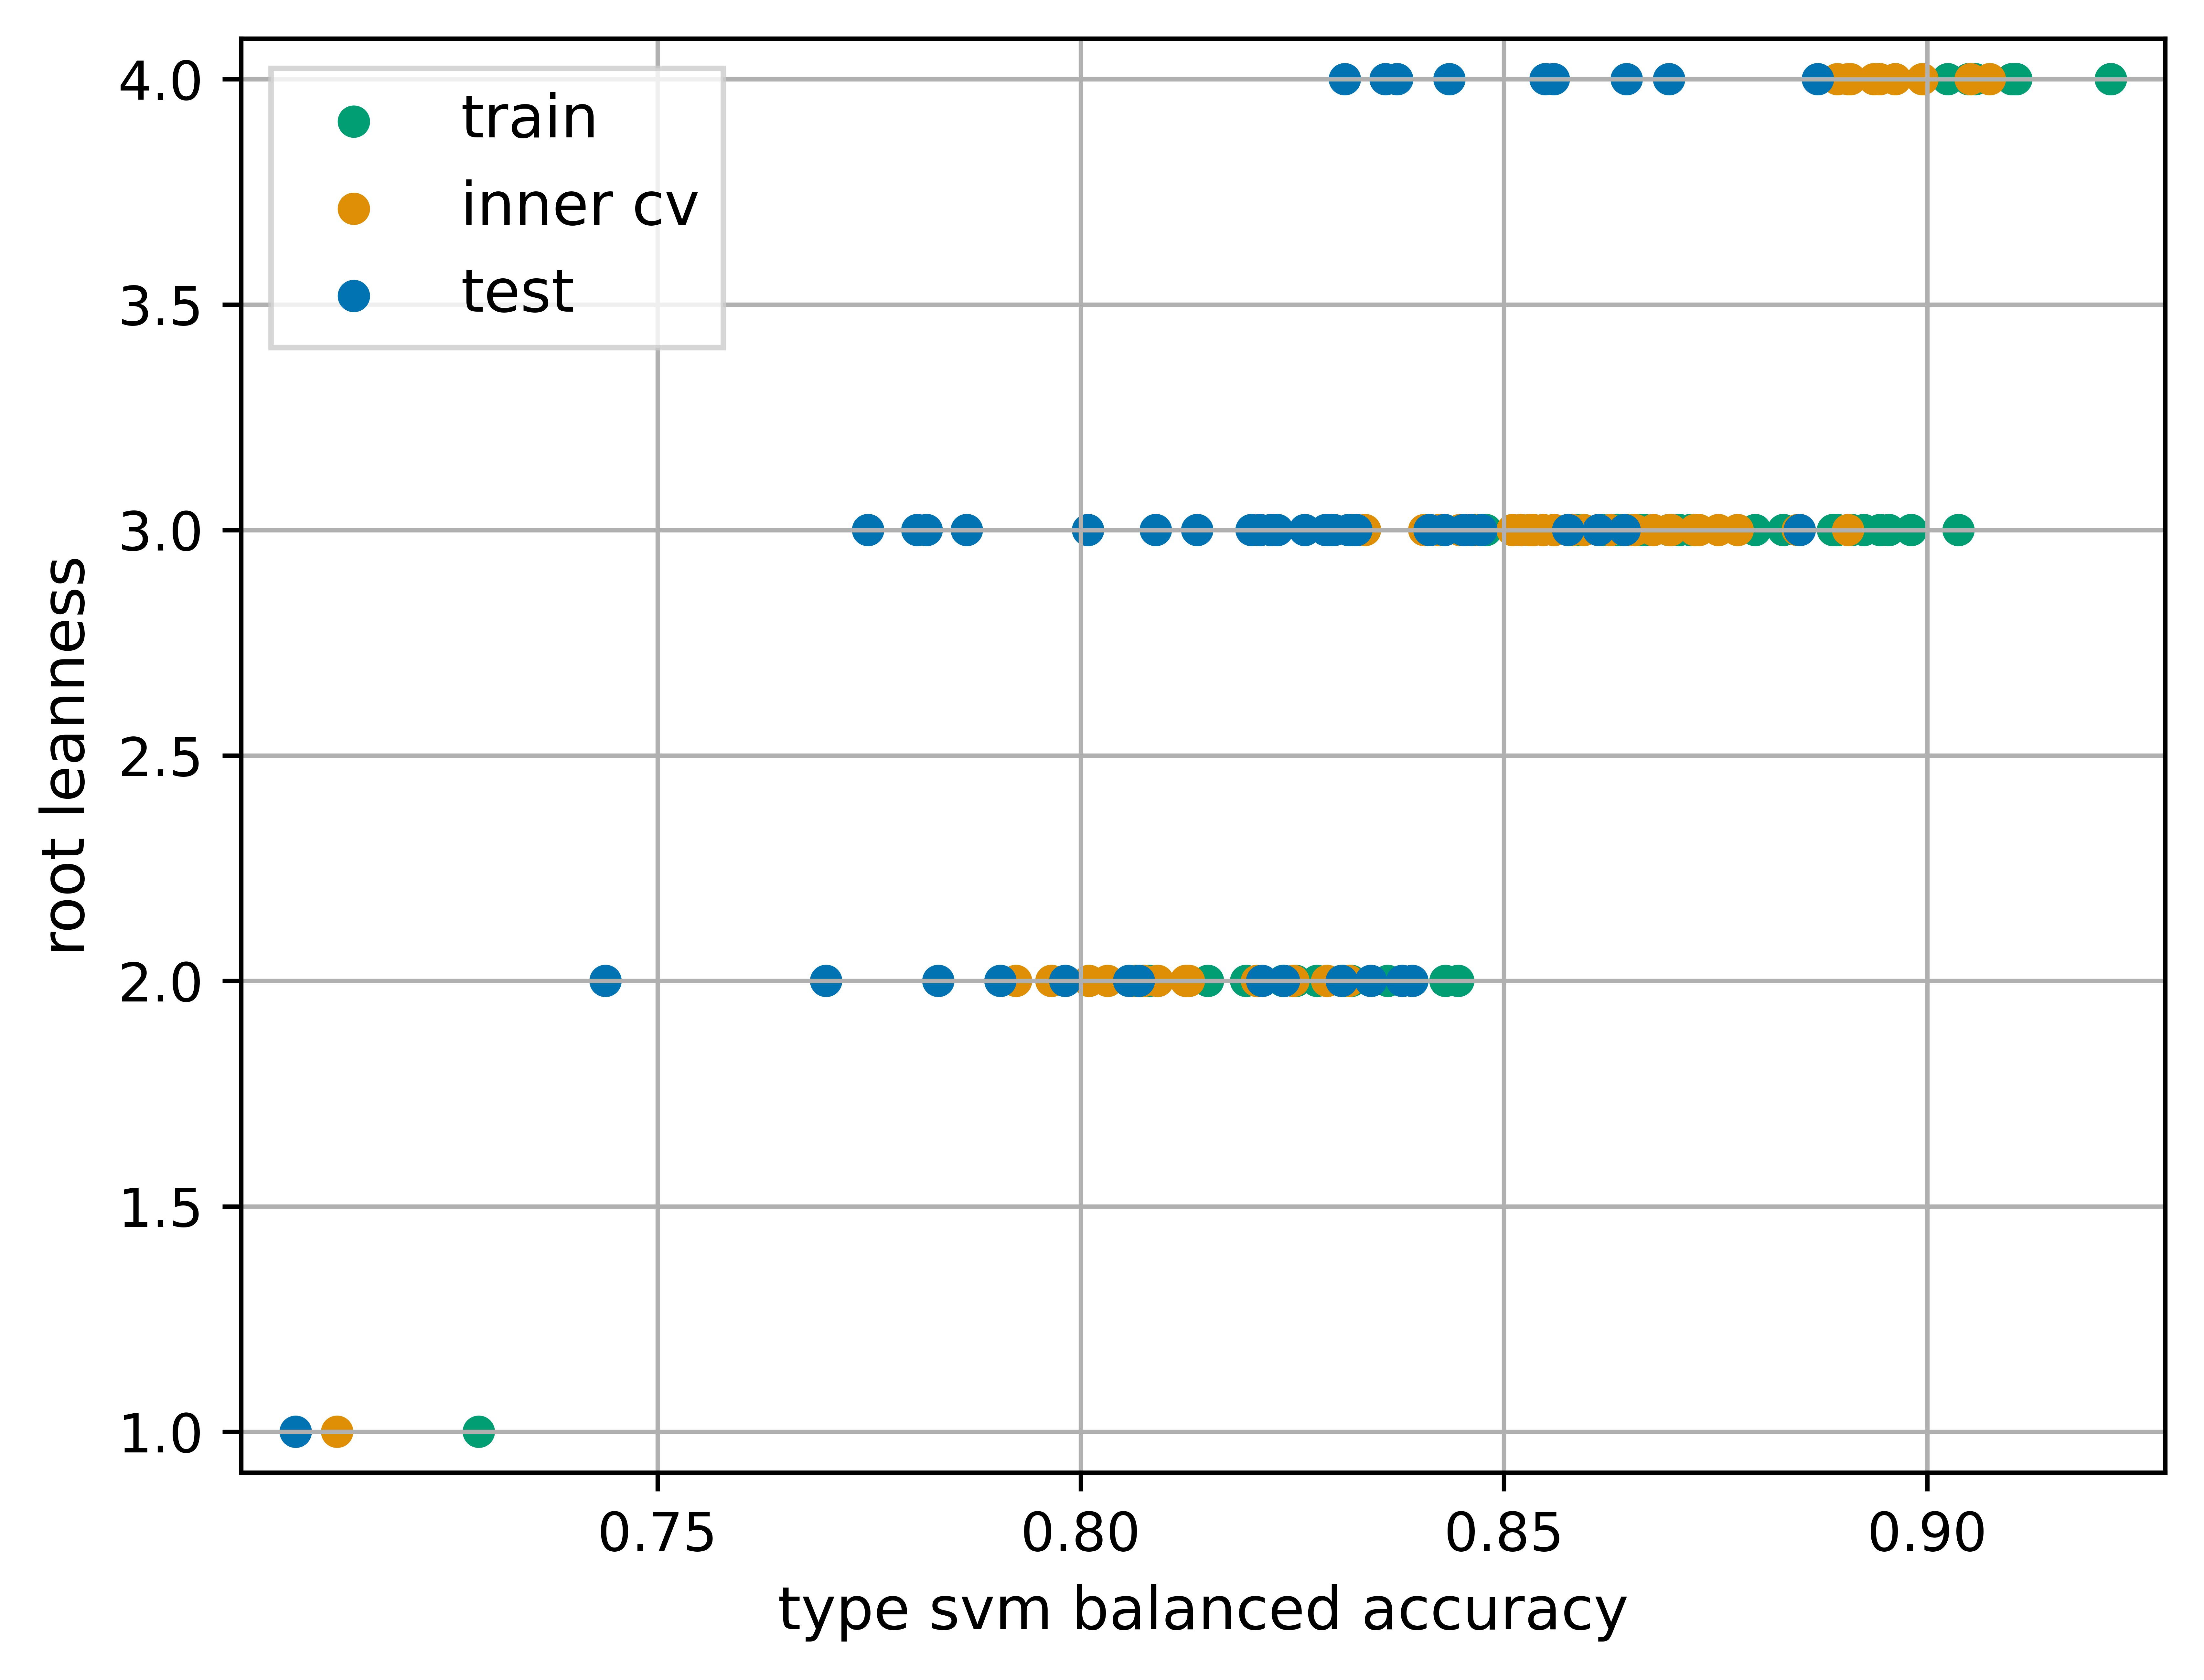 train
inner cv
test
4.0
3.5
3.0
2.5
2.0
1.5
1.0
root leanness
0.75
0.80
0.85
0.90
type svm balanced accuracy